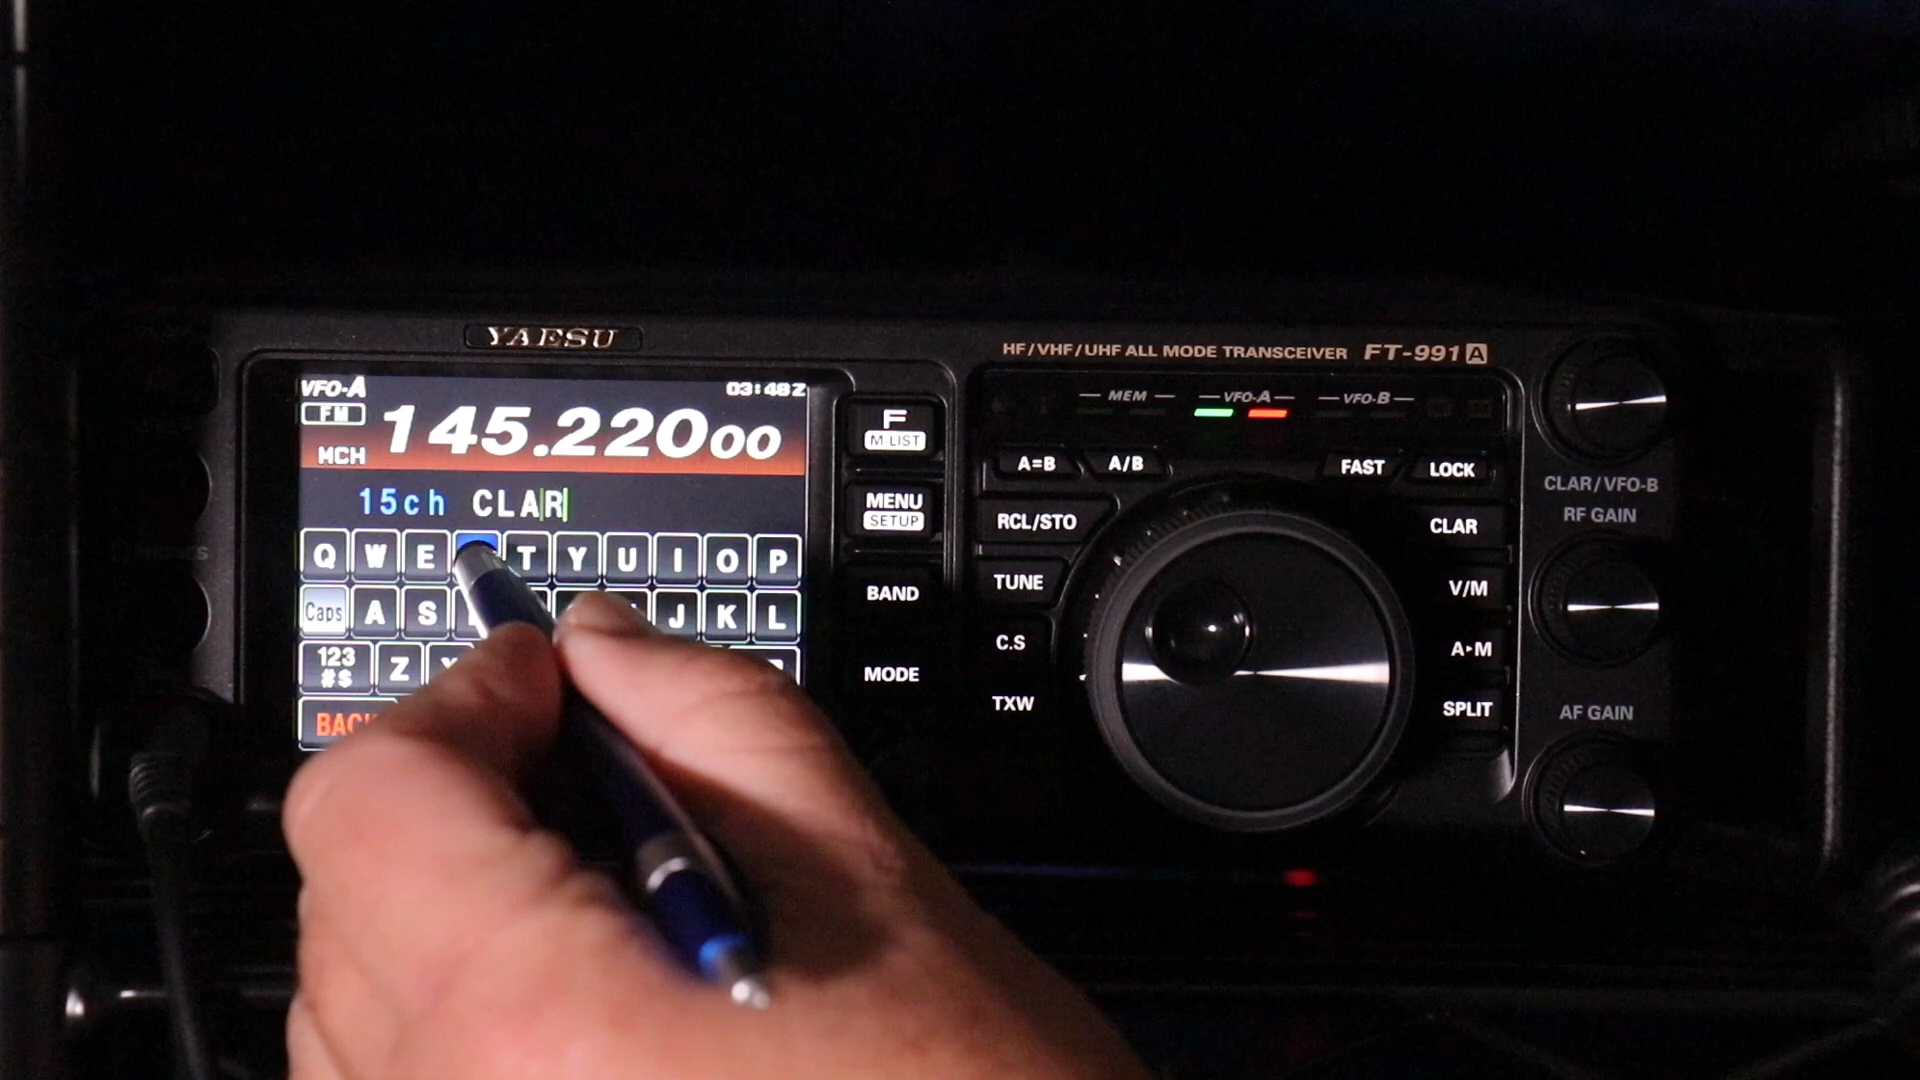 YAESU
HF/VHF/UHF ALL MODE TRANSCEIVER FT-991A
VFO-A
03:48Z
FM
145.22000
MCH
15ch CLAR
Q W E T Y U I O P
Caps A S J K L
123 #$ Z
BACK
F
M LIST
MENU
SETUP
BAND
MODE
MEM VFO-A VFO-B
A=B A/B FAST LOCK
RCL/STO
TUNE
C.S
TXW
CLAR
V/M
A▸M
SPLIT
CLAR/VFO-B
RF GAIN
AF GAIN